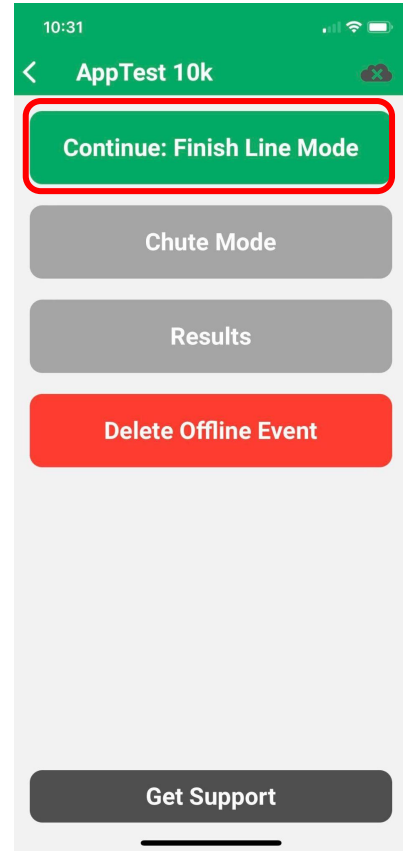 10:31
AppTest 10k
Continue: Finish Line Mode
Chute Mode
Results
Delete Offline Event
Get Support